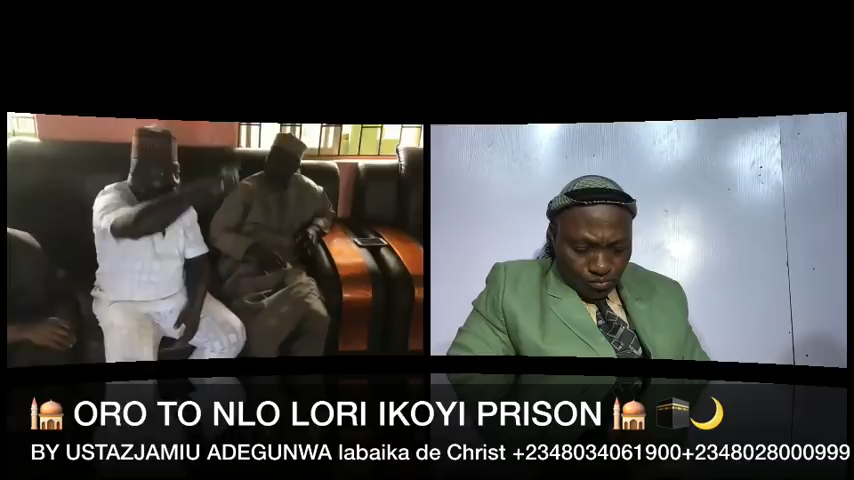 🕌 ORO TO NLO LORI IKOYI PRISON 🕌 🕋🌙
BY USTAZJAMIU ADEGUNWA labaika de Christ +2348034061900+2348028000999